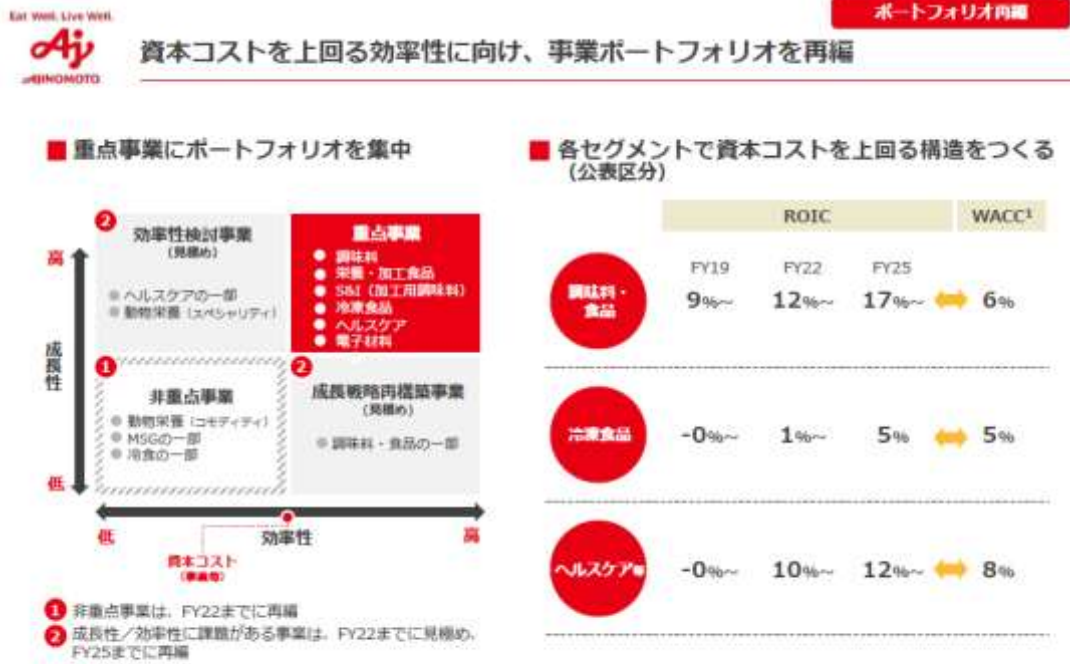 Eat Well. Live Well.
Aj
AJINOMOTO
ポートフォリオ再編
資本コストを上回る効率性に向け、事業ポートフォリオを再編
■ 重点事業にポートフォリオを集中
高
成長性
低
2
効率性検討事業
(見極め)
● ヘルスケアの一部
● 動物栄養（スペシャリティ）
重点事業
● 調味料
● 栄養・加工食品
● S&I（加工用調味料）
● 冷凍食品
● ヘルスケア
● 電子材料
1
非重点事業
● 動物栄養（コモディティ）
● MSGの一部
● 冷食の一部
2
成長戦略再構築事業
(見極め)
● 調味料・食品の一部
低
効率性
高
資本コスト
(事業毎)
1 非重点事業は、FY22までに再編
2 成長性／効率性に課題がある事業は、FY22までに見極め、
FY25までに再編
■ 各セグメントで資本コストを上回る構造をつくる
（公表区分）
ROIC WACC¹
FY19 FY22 FY25
調味料・
食品
9%～ 12%～ 17%～ 6%
冷凍食品 -0%～ 1%～ 5% 5%
ヘルスケア等 -0%～ 10%～ 12%～ 8%